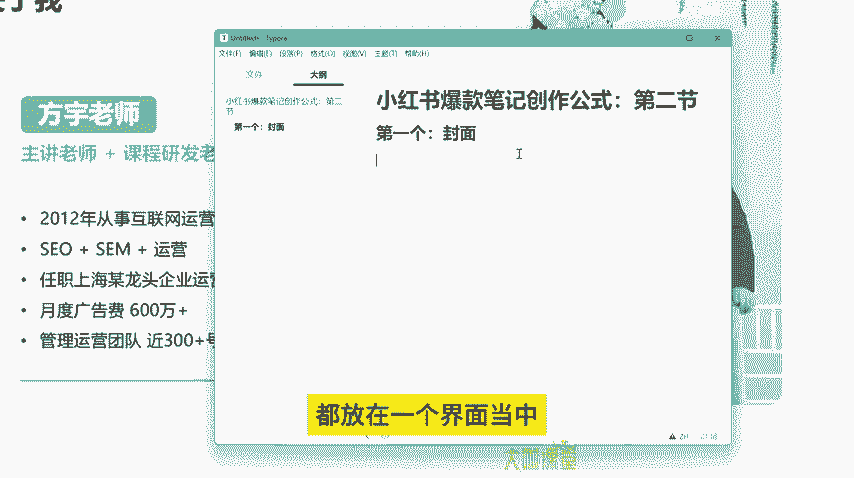 于我
Typora
文件(F) 编辑(E) 段落(P) 格式(O) 视图(V) 主题(T) 帮助(H)
文件 大纲
小红书爆款笔记创作公式：第二节
第一个：封面
小红书爆款笔记创作公式：第二节
第一个：封面
方宇老师
主讲老师 + 课程研发老
• 2012年从事互联网运营
• SEO + SEM + 运营
• 任职上海某龙头企业运营
• 月度广告费 600万+
• 管理运营团队 近300+号
都放在一个界面当中